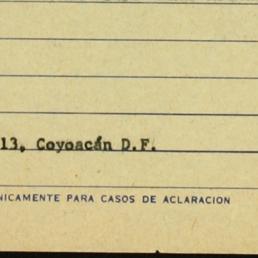 13, Coyoacán D.F.
NICAMENTE PARA CASOS DE ACLARACION